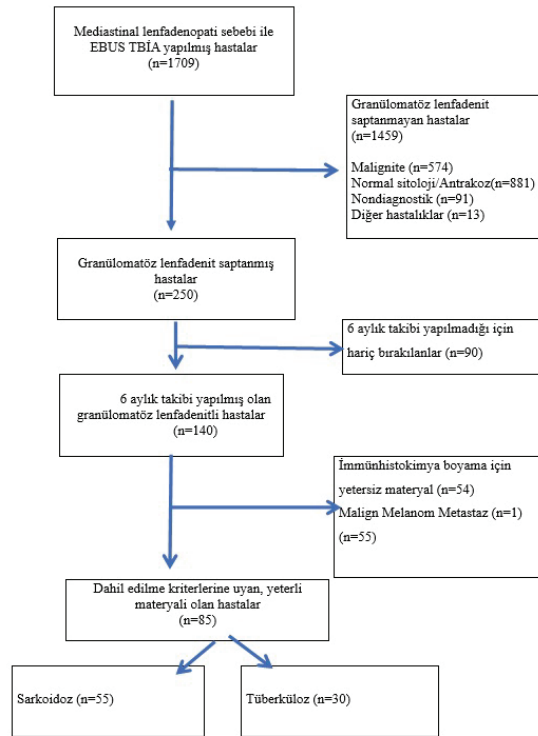 Mediastinal lenfadenopati sebebi ile
EBUS TBİA yapılmış hastalar
(n=1709)
Granülomatöz lenfadenit
saptanmayan hastalar
(n=1459)
Malignite (n=574)
Normal sitoloji/Antrakoz(n=881)
Nondiagnostik (n=91)
Diğer hastalıklar (n=13)
Granülomatöz lenfadenit saptanmış
hastalar
(n=250)
6 aylık takibi yapılmadığı için
hariç bırakılanlar (n=90)
6 aylık takibi yapılmış olan
granülomatöz lenfadenitli hastalar
(n=140)
İmmünhistokimya boyama için
yetersiz materyal (n=54)
Malign Melanom Metastaz (n=1)
(n=55)
Dahil edilme kriterlerine uyan, yeterli
materyali olan hastalar
(n=85)
Sarkoidoz (n=55)
Tüberküloz (n=30)